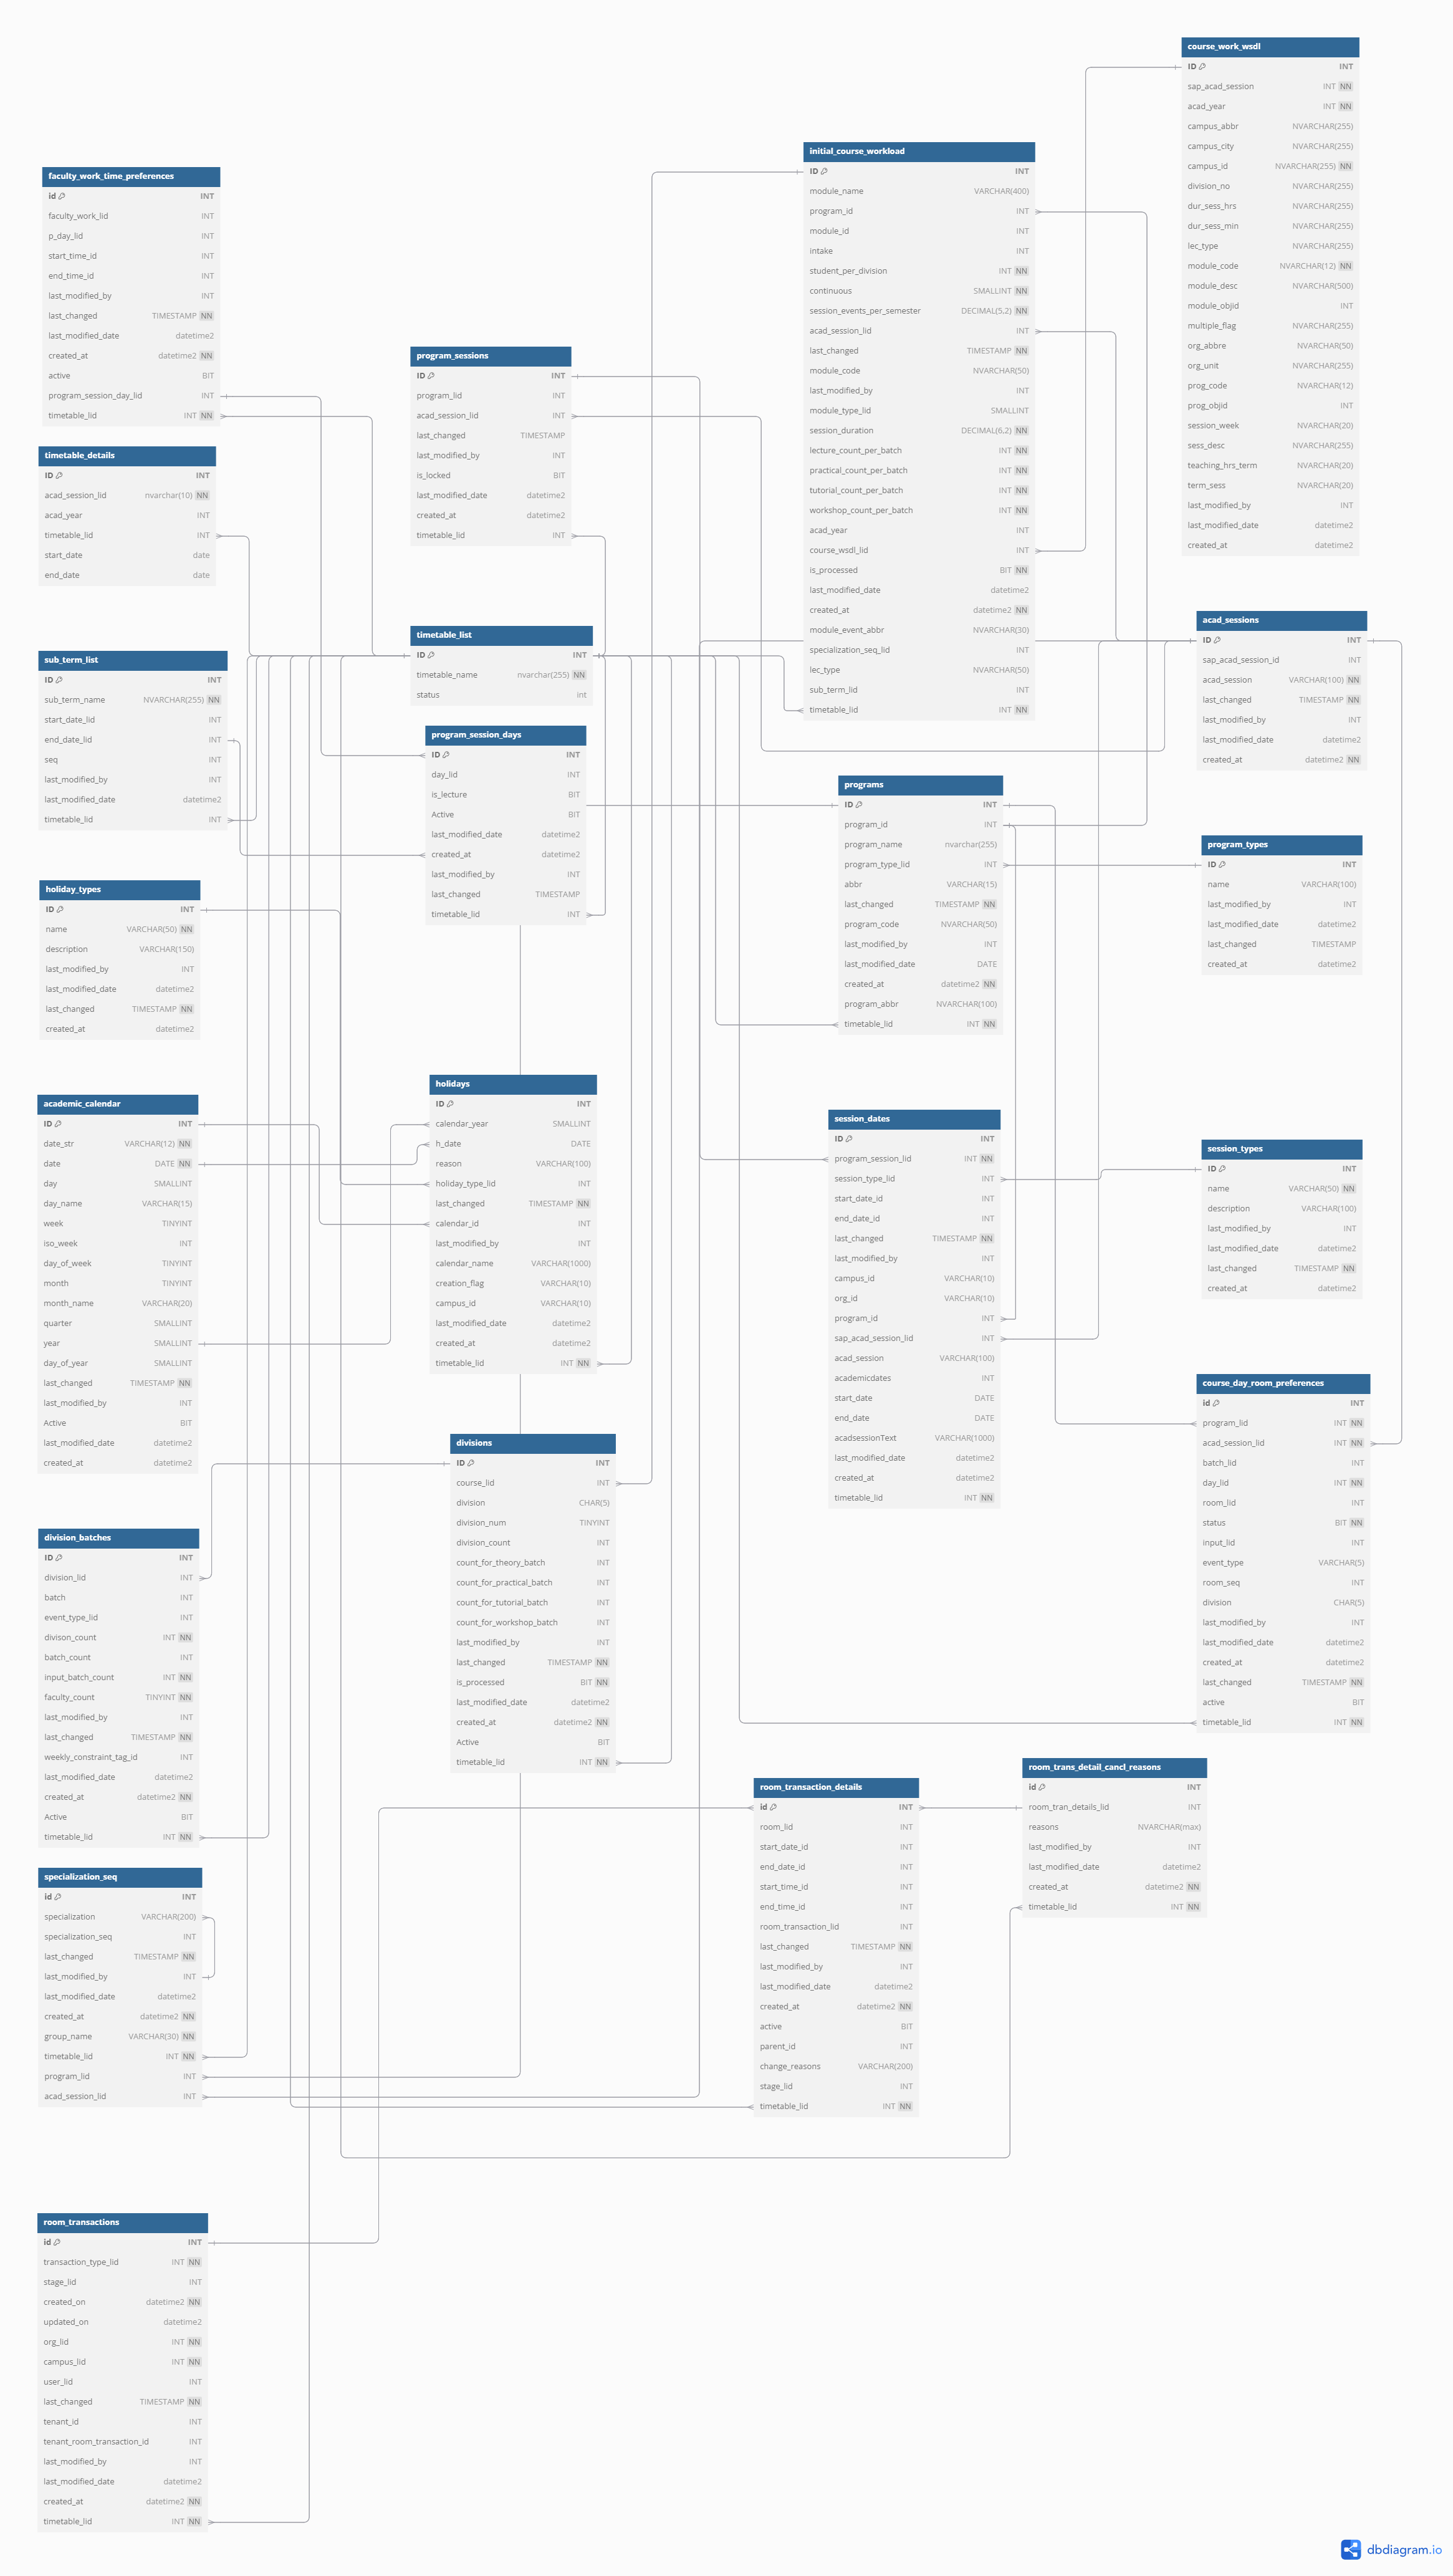 course_work_wsdl
ID INT
sap_acad_session INT NN
acad_year INT NN
campus_abbr NVARCHAR(255)
campus_city NVARCHAR(255)
campus_id NVARCHAR(255) NN
division_no NVARCHAR(255)
dur_sess_hrs NVARCHAR(255)
dur_sess_min NVARCHAR(255)
lec_type NVARCHAR(255)
module_code NVARCHAR(12) NN
module_desc NVARCHAR(500)
module_objid INT
multiple_flag NVARCHAR(255)
org_abbre NVARCHAR(50)
org_unit NVARCHAR(255)
prog_code NVARCHAR(12)
prog_objid INT
session_week NVARCHAR(20)
sess_desc NVARCHAR(255)
teaching_hrs_term NVARCHAR(20)
term_sess NVARCHAR(20)
last_modified_by INT
last_modified_date datetime2
created_at datetime2
initial_course_workload
ID INT
module_name VARCHAR(400)
program_id INT
module_id INT
intake INT
student_per_division INT NN
continuous SMALLINT NN
session_events_per_semester DECIMAL(5,2) NN
acad_session_lid INT
last_changed TIMESTAMP NN
module_code NVARCHAR(50)
last_modified_by INT
module_type_lid SMALLINT
session_duration DECIMAL(6,2) NN
lecture_count_per_batch INT NN
practical_count_per_batch INT NN
tutorial_count_per_batch INT NN
workshop_count_per_batch INT NN
acad_year INT
course_wsdl_lid INT
is_processed BIT NN
last_modified_date datetime2
created_at datetime2 NN
module_event_abbr NVARCHAR(30)
specialization_seq_lid INT
lec_type NVARCHAR(50)
sub_term_lid INT
timetable_lid INT NN
faculty_work_time_preferences
id INT
faculty_work_lid INT
p_day_lid INT
start_time_id INT
end_time_id INT
last_modified_by INT
last_changed TIMESTAMP NN
last_modified_date datetime2
created_at datetime2 NN
active BIT
program_session_day_lid INT
timetable_lid INT NN
program_sessions
ID INT
program_lid INT
acad_session_lid INT
last_changed TIMESTAMP
last_modified_by INT
is_locked BIT
last_modified_date datetime2
created_at datetime2
timetable_lid INT
timetable_details
ID INT
acad_session_lid nvarchar(10) NN
acad_year INT
timetable_lid INT
start_date date
end_date date
timetable_list
ID INT
timetable_name nvarchar(255) NN
status int
acad_sessions
ID INT
sap_acad_session_id INT
acad_session VARCHAR(100) NN
last_changed TIMESTAMP NN
last_modified_by INT
last_modified_date datetime2
created_at datetime2 NN
sub_term_list
ID INT
sub_term_name NVARCHAR(255) NN
start_date_lid INT
end_date_lid INT
seq INT
last_modified_by INT
last_modified_date datetime2
timetable_lid INT
program_session_days
ID INT
day_lid INT
is_lecture BIT
Active BIT
last_modified_date datetime2
created_at datetime2
last_modified_by INT
last_changed TIMESTAMP
timetable_lid INT
programs
ID INT
program_id INT
program_name nvarchar(255)
program_type_lid INT
abbr VARCHAR(15)
last_changed TIMESTAMP NN
program_code NVARCHAR(50)
last_modified_by INT
last_modified_date DATE
created_at datetime2 NN
program_abbr NVARCHAR(100)
timetable_lid INT NN
program_types
ID INT
name VARCHAR(100)
last_modified_by INT
last_modified_date datetime2
last_changed TIMESTAMP
created_at datetime2
holiday_types
ID INT
name VARCHAR(50) NN
description VARCHAR(150)
last_modified_by INT
last_modified_date datetime2
last_changed TIMESTAMP NN
created_at datetime2
academic_calendar
ID INT
date_str VARCHAR(12) NN
date DATE NN
day SMALLINT
day_name VARCHAR(15)
week TINYINT
iso_week INT
day_of_week TINYINT
month TINYINT
month_name VARCHAR(20)
quarter SMALLINT
year SMALLINT
day_of_year SMALLINT
last_changed TIMESTAMP NN
last_modified_by INT
Active BIT
last_modified_date datetime2
created_at datetime2
holidays
ID INT
calendar_year SMALLINT
h_date DATE
reason VARCHAR(100)
holiday_type_lid INT
last_changed TIMESTAMP NN
calendar_id INT
last_modified_by INT
calendar_name VARCHAR(1000)
creation_flag VARCHAR(10)
campus_id VARCHAR(10)
last_modified_date datetime2
created_at datetime2
timetable_lid INT NN
session_dates
ID INT
program_session_lid INT NN
session_type_lid INT
start_date_id INT
end_date_id INT
last_changed TIMESTAMP NN
last_modified_by INT
campus_id VARCHAR(10)
org_id VARCHAR(10)
program_id INT
sap_acad_session_lid INT
acad_session VARCHAR(100)
academicdates INT
start_date DATE
end_date DATE
acadsessionText VARCHAR(1000)
last_modified_date datetime2
created_at datetime2
timetable_lid INT NN
session_types
ID INT
name VARCHAR(50) NN
description VARCHAR(100)
last_modified_by INT
last_modified_date datetime2
last_changed TIMESTAMP NN
created_at datetime2
course_day_room_preferences
id INT
program_lid INT NN
acad_session_lid INT NN
batch_lid INT
day_lid INT NN
room_lid INT
status BIT NN
input_lid INT
event_type VARCHAR(5)
room_seq INT
division CHAR(5)
last_modified_by INT
last_modified_date datetime2
created_at datetime2
last_changed TIMESTAMP NN
active BIT
timetable_lid INT NN
divisions
ID INT
course_lid INT
division CHAR(5)
division_num TINYINT
division_count INT
count_for_theory_batch INT
count_for_practical_batch INT
count_for_tutorial_batch INT
count_for_workshop_batch INT
last_modified_by INT
last_changed TIMESTAMP NN
is_processed BIT NN
last_modified_date datetime2
created_at datetime2 NN
Active BIT
timetable_lid INT NN
division_batches
ID INT
division_lid INT
batch INT
event_type_lid INT
divison_count INT NN
batch_count INT
input_batch_count INT NN
faculty_count TINYINT NN
last_modified_by INT
last_changed TIMESTAMP NN
weekly_constraint_tag_id INT
last_modified_date datetime2
created_at datetime2 NN
Active BIT
timetable_lid INT NN
room_trans_detail_cancl_reasons
id INT
room_tran_details_lid INT
reasons NVARCHAR(max)
last_modified_by INT
last_modified_date datetime2
created_at datetime2 NN
timetable_lid INT NN
room_transaction_details
id INT
room_lid INT
start_date_id INT
end_date_id INT
start_time_id INT
end_time_id INT
room_transaction_lid INT
last_changed TIMESTAMP NN
last_modified_by INT
last_modified_date datetime2
created_at datetime2 NN
active BIT
parent_id INT
change_reasons VARCHAR(200)
stage_lid INT
timetable_lid INT NN
specialization_seq
id INT
specialization VARCHAR(200)
specialization_seq INT
last_changed TIMESTAMP NN
last_modified_by INT
last_modified_date datetime2
created_at datetime2 NN
group_name VARCHAR(30) NN
timetable_lid INT NN
program_lid INT
acad_session_lid INT
room_transactions
id INT
transaction_type_lid INT NN
stage_lid INT
created_on datetime2 NN
updated_on datetime2
org_lid INT NN
campus_lid INT NN
user_lid INT
last_changed TIMESTAMP NN
tenant_id INT
tenant_room_transaction_id INT
last_modified_by INT
last_modified_date datetime2
created_at datetime2 NN
timetable_lid INT NN
dbdiagram.io